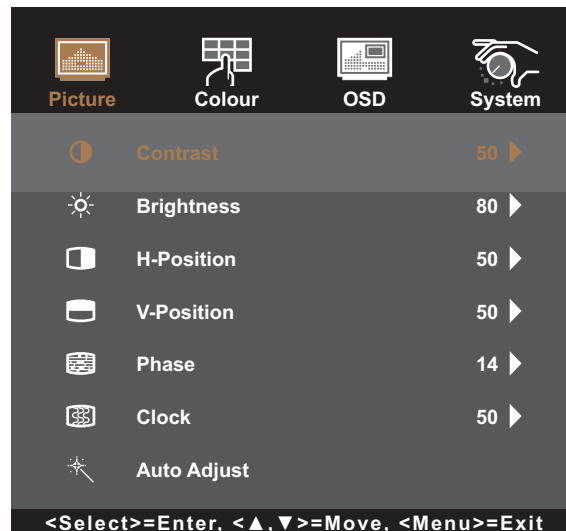 Picture Colour OSD System
Contrast 50
Brightness 80
H-Position 50
V-Position 50
Phase 14
Clock 50
Auto Adjust
<Select>=Enter, <▲,▼>=Move, <Menu>=Exit